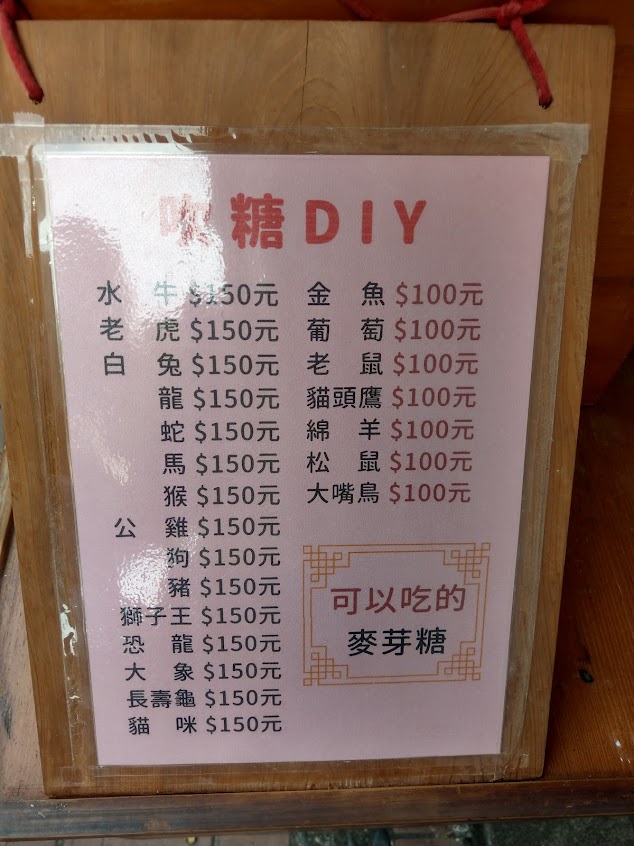 吹糖DIY
水牛 $150元
老虎 $150元
白兔 $150元
龍 $150元
蛇 $150元
馬 $150元
猴 $150元
公雞 $150元
狗 $150元
豬 $150元
獅子王 $150元
恐龍 $150元
大象 $150元
長壽龜 $150元
貓咪 $150元
金魚 $100元
葡萄 $100元
老鼠 $100元
貓頭鷹 $100元
綿羊 $100元
松鼠 $100元
大嘴鳥 $100元
可以吃的
麥芽糖